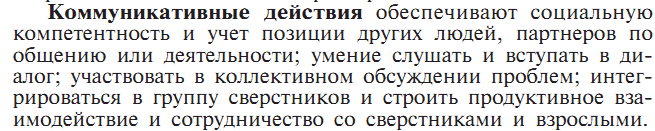 Коммуникативные действия обеспечивают социальную
компетентность и учет позиции других людей, партнеров по
общению или деятельности; умение слушать и вступать в ди-
алог; участвовать в коллективном обсуждении проблем; интег-
рироваться в группу сверстников и строить продуктивное вза-
имодействие и сотрудничество со сверстниками и взрослыми.